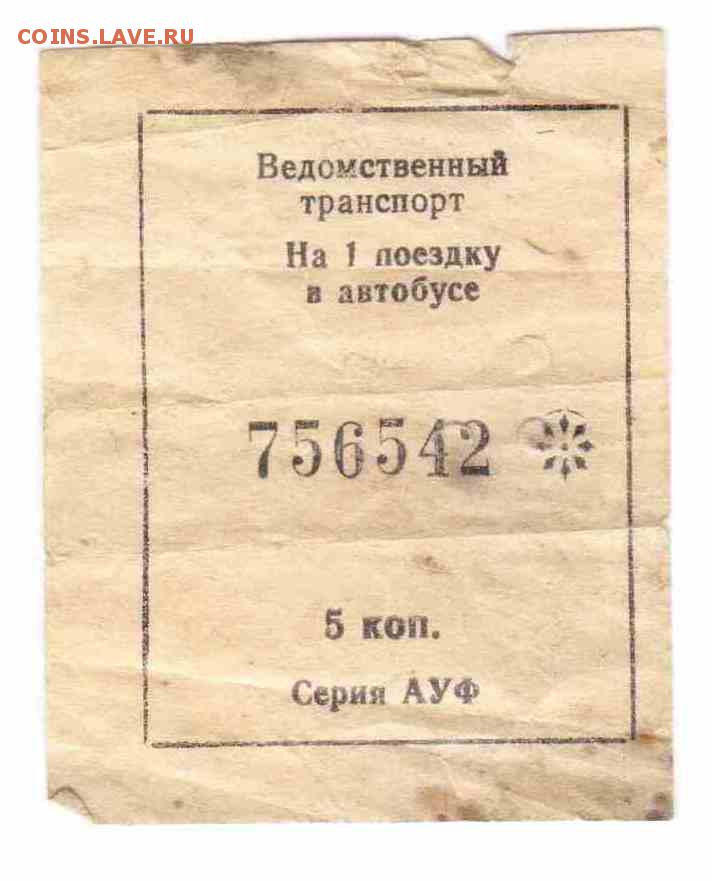 COINS.LAVE.RU
Ведомственный
транспорт
На 1 поездку
в автобусе
756542
5 коп.
Серия АУФ